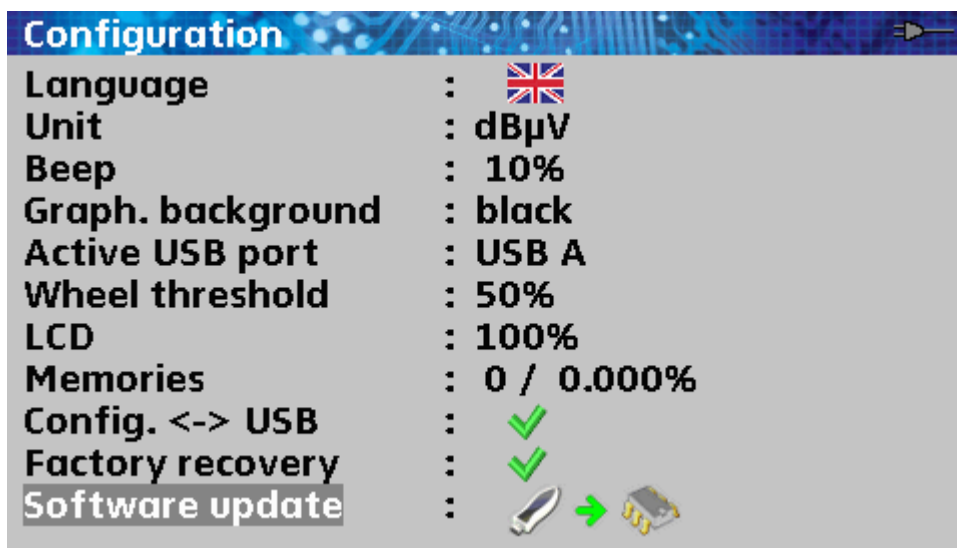 Configuration
Language :
Unit : dBµV
Beep : 10%
Graph. background : black
Active USB port : USB A
Wheel threshold : 50%
LCD : 100%
Memories : 0 / 0.000%
Config. <-> USB :
Factory recovery :
Software update :